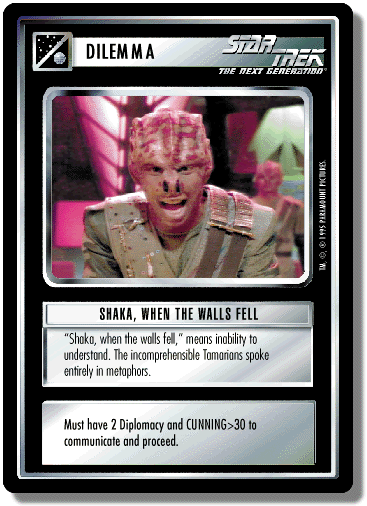 DILEMMA
STAR TREK
THE NEXT GENERATION®
TM, ©, ® 1995 PARAMOUNT PICTURES
SHAKA, WHEN THE WALLS FELL
“Shaka, when the walls fell,” means inability to
understand. The incomprehensible Tamarians spoke
entirely in metaphors.
Must have 2 Diplomacy and CUNNING>30 to
communicate and proceed.